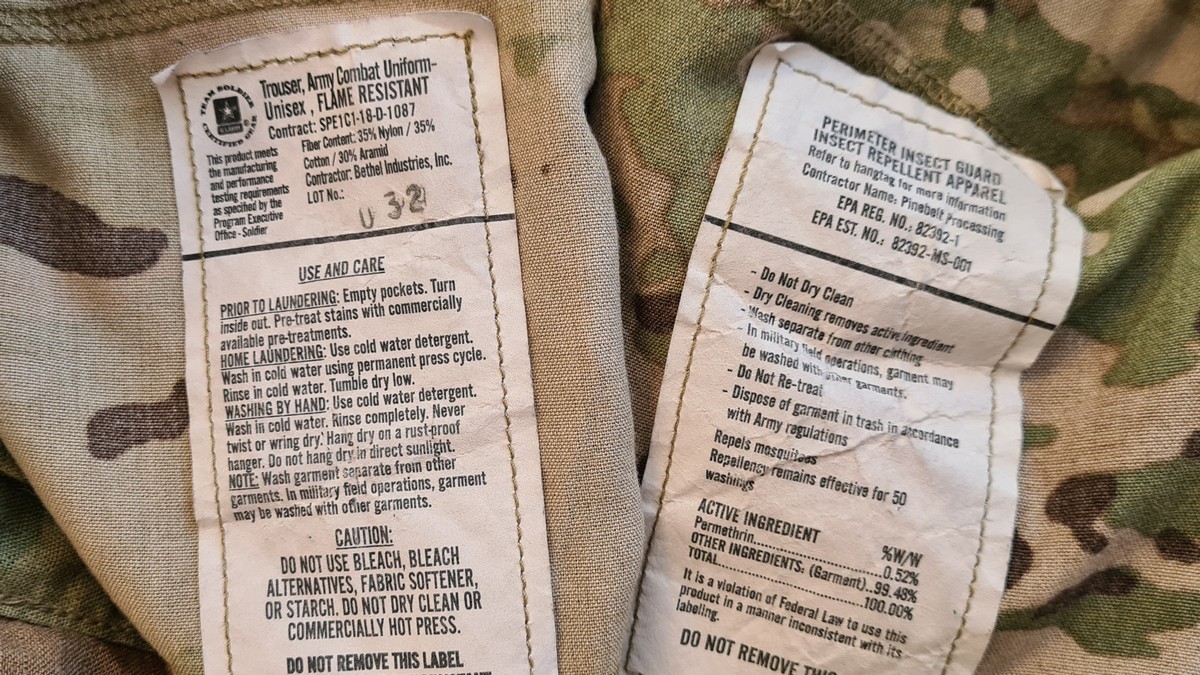 TEAM SOLDIER
CERTIFIED GEAR
Trouser, Army Combat Uniform-
Unisex , FLAME RESISTANT
Contract: SPE1C1-18-D-1087
Fiber Content: 35% Nylon / 35%
Cotton / 30% Aramid
Contractor: Bethel Industries, Inc.
LOT No.:
U 32
This product meets
the manufacturing
and performance
testing requirements
as specified by the
Program Executive
Office - Soldier
USE AND CARE
PRIOR TO LAUNDERING: Empty pockets. Turn
inside out. Pre-treat stains with commercially
available pre-treatments.
HOME LAUNDERING: Use cold water detergent.
Wash in cold water using permanent press cycle.
Rinse in cold water. Tumble dry low.
WASHING BY HAND: Use cold water detergent.
Wash in cold water. Rinse completely. Never
twist or wring dry. Hang dry on a rust-proof
hanger. Do not hang dry in direct sunlight.
NOTE: Wash garment separate from other
garments. In military field operations, garment
may be washed with other garments.
CAUTION:
DO NOT USE BLEACH, BLEACH
ALTERNATIVES, FABRIC SOFTENER,
OR STARCH. DO NOT DRY CLEAN OR
COMMERCIALLY HOT PRESS.
DO NOT REMOVE THIS LABEL
PERIMETER INSECT GUARD
INSECT REPELLENT APPAREL
Refer to hangtag for more information
Contractor Name: Pinebelt Processing
EPA REG. NO.: 82392-1
EPA EST. NO.: 82392-MS-001
- Do Not Dry Clean
- Dry Cleaning removes active ingredient
- Wash separate from other clothing
- In military field operations, garment may
be washed with other garments.
- Do Not Re-treat
- Dispose of garment in trash in accordance
with Army regulations
Repels mosquitoes
Repellency remains effective for 50
washings
ACTIVE INGREDIENT %W/W
Permethrin....................0.52%
OTHER INGREDIENTS: (Garment)..99.48%
TOTAL.........................100.00%
It is a violation of Federal Law to use this
product in a manner inconsistent with its
labeling.
DO NOT REMOVE THIS